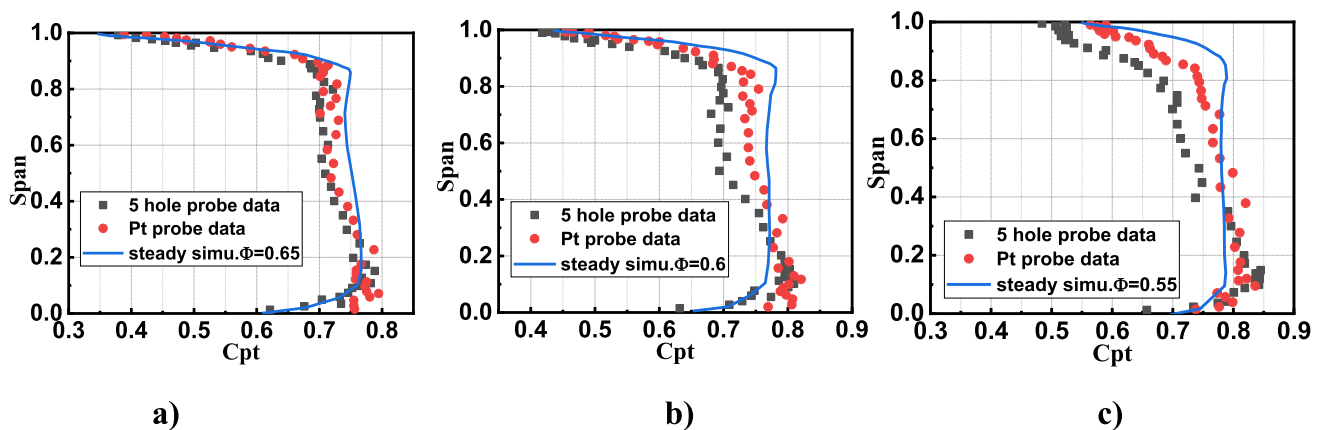 1.0
0.8
0.6
0.4
0.2
0.0
Span
0.3 0.4 0.5 0.6 0.7 0.8
Cpt
5 hole probe data
Pt probe data
steady simu.Φ=0.65
a)
1.0
0.8
0.6
0.4
0.2
0.0
Span
0.3 0.4 0.5 0.6 0.7 0.8 0.9
Cpt
5 hole probe data
Pt probe data
steady simu.Φ=0.6
b)
1.0
0.8
0.6
0.4
0.2
0.0
Span
0.3 0.4 0.5 0.6 0.7 0.8 0.9
Cpt
5 hole probe data
Pt probe data
steady simu.Φ=0.55
c)